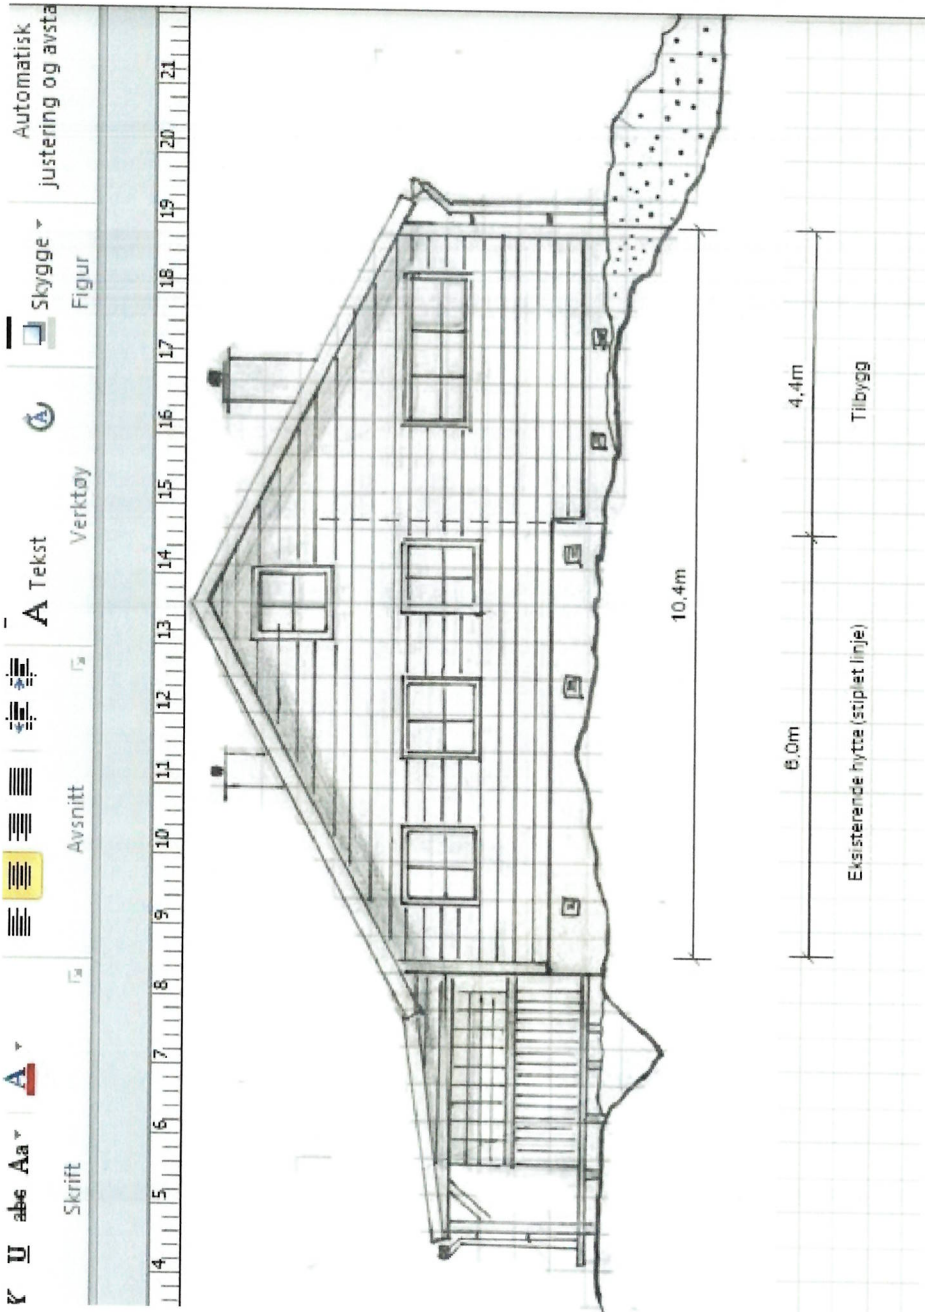 K U abc Aa A
Skrift
Avsnitt
A Tekst
Verktøy
Skygge
Figur
Automatisk
justering og avsta
4 5 6 7 8 9 10 11 12 13 14 15 16 17 18 19 20 21
10,4m
6,0m
4,4m
Eksisterende hytte (stiplet linje)
Tilbygg